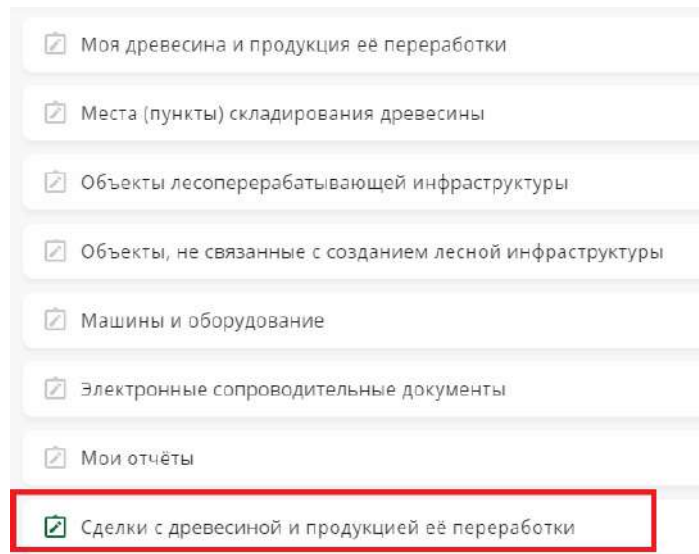 Моя древесина и продукция её переработки
Места (пункты) складирования древесины
Объекты лесоперерабатывающей инфраструктуры
Объекты, не связанные с созданием лесной инфраструктуры
Машины и оборудование
Электронные сопроводительные документы
Мои отчёты
Сделки с древесиной и продукцией её переработки